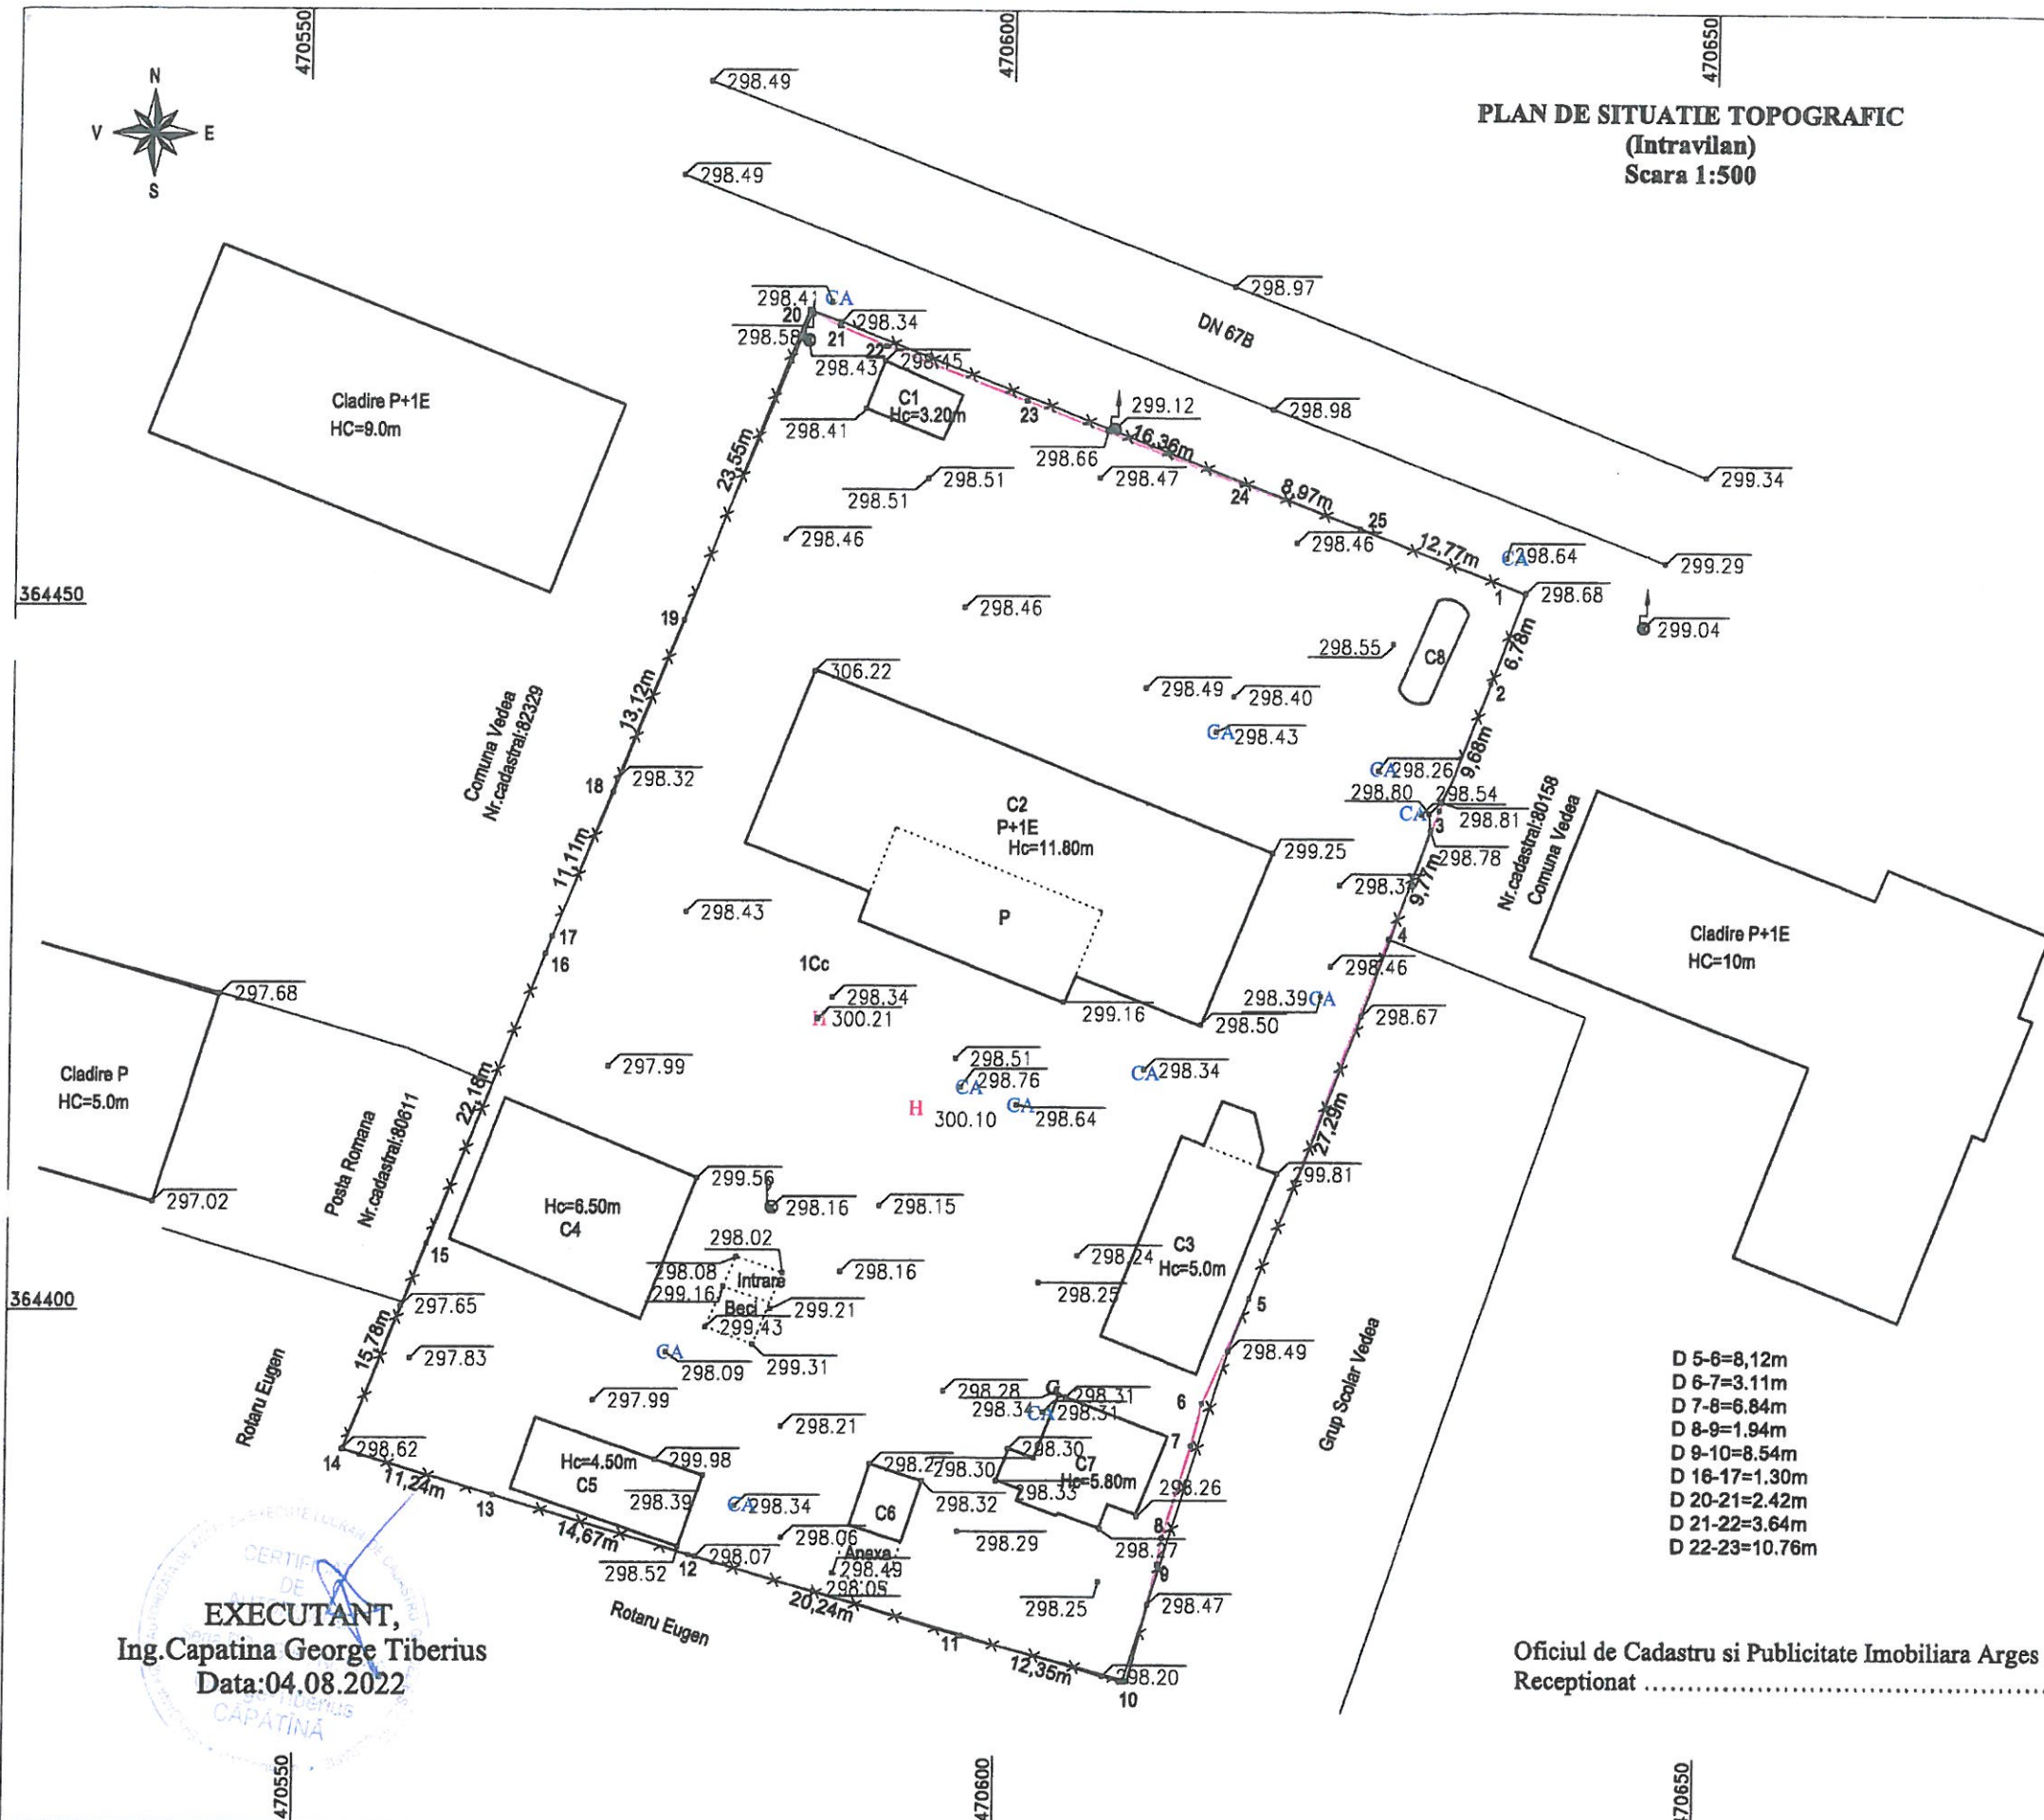 470550
470600
470650
N
V
E
S
PLAN DE SITUATIE TOPOGRAFIC
(Intravilan)
Scara 1:500
298.49
298.49
298.97
DN 67B
298.98
299.34
299.29
298.41
CA
20
298.34
298.58
21
22
298.45
298.43
C1
Hc=3.20m
298.41
23
299.12
16,36m
298.66
298.47
298.51
298.51
24
8,97m
25
298.46
12,77m
CA
298.64
1
298.68
299.04
Cladire P+1E
HC=9.0m
23,55m
298.46
364450
298.46
19
298.55
C8
6,78m
2
306.22
298.49
298.40
CA
298.43
Comuna Vedea
Nr.cadastral:82329
13,12m
18
298.32
C2
P+1E
Hc=11.80m
9,68m
CA
298.26
298.80
298.54
CA
298.81
3
298.78
299.25
Nr.cadastral:80158
Comuna Vedea
11,11m
9,77m
298.43
P
4
17
16
Cladire P+1E
HC=10m
1Cc
298.34
H
300.21
298.46
298.39
CA
298.67
299.16
298.50
297.68
Cladire P
HC=5.0m
297.99
298.51
CA
298.76
CA
298.34
H
300.10
CA
298.64
22,18m
27,29m
Posta Romana
Nr.cadastral:80611
297.02
299.56
298.16
298.15
299.81
Hc=6.50m
C4
298.02
298.08
Intrare
298.16
299.16
Beci
299.21
299.43
299.31
298.24
C3
Hc=5.0m
298.25
15
5
364400
297.65
15,78m
297.83
CA
298.09
298.49
Rotaru Eugen
Grup Scolar Vedea
D 5-6=8,12m
D 6-7=3.11m
D 7-8=6.84m
D 8-9=1.94m
D 9-10=8.54m
D 16-17=1.30m
D 20-21=2.42m
D 21-22=3.64m
D 22-23=10.76m
297.99
298.28
G
298.31
298.34
CA
298.31
6
298.21
14
298.62
7
298.30
C7
Hc=5.80m
298.30
298.33
298.26
11,24m
13
Hc=4.50m
C5
299.98
298.39
CA
298.34
298.32
C6
8
298.27
14,67m
298.06
298.29
298.52
12
298.07
Anexa
298.49
298.05
9
20,24m
298.25
298.47
Rotaru Eugen
11
12,35m
298.20
10
CERTIFI
DE
EXECUTANT,
Ing.Capatina George Tiberius
Data:04.08.2022
CĂPĂȚÎNĂ
Oficiul de Cadastru si Publicitate Imobiliara Arges
Receptionat ........................................
470550
470600
470650